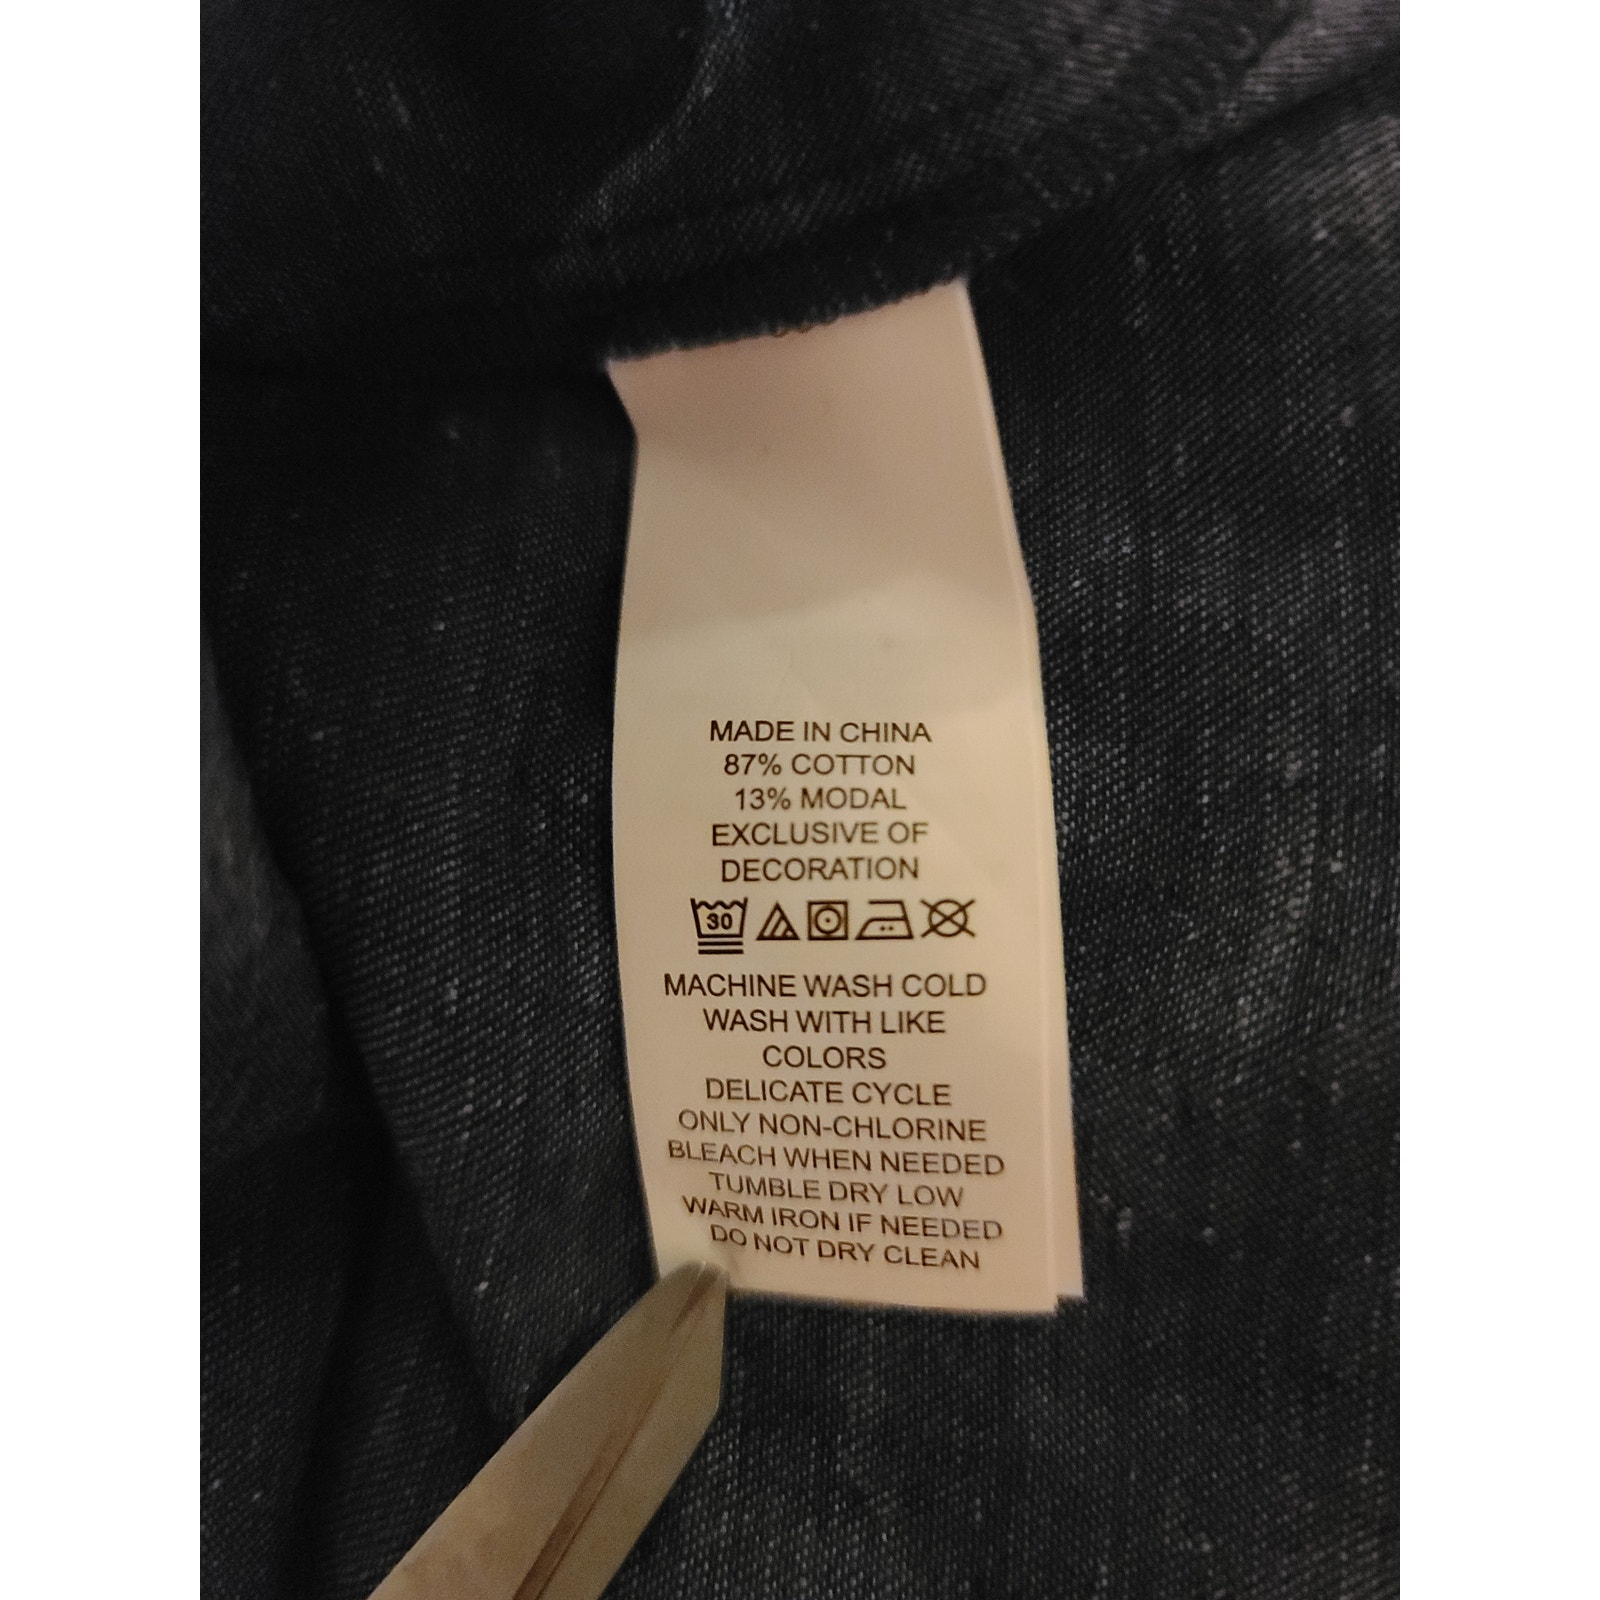 MADE IN CHINA
87% COTTON
13% MODAL
EXCLUSIVE OF
DECORATION
30
MACHINE WASH COLD
WASH WITH LIKE
COLORS
DELICATE CYCLE
ONLY NON-CHLORINE
BLEACH WHEN NEEDED
TUMBLE DRY LOW
WARM IRON IF NEEDED
DO NOT DRY CLEAN